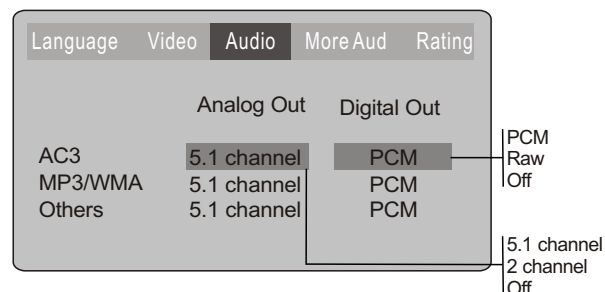 Language Video Audio More Aud Rating
Analog Out Digital Out
AC3 5.1 channel PCM
MP3/WMA 5.1 channel PCM
Others 5.1 channel PCM
PCM
Raw
Off
5.1 channel
2 channel
Off